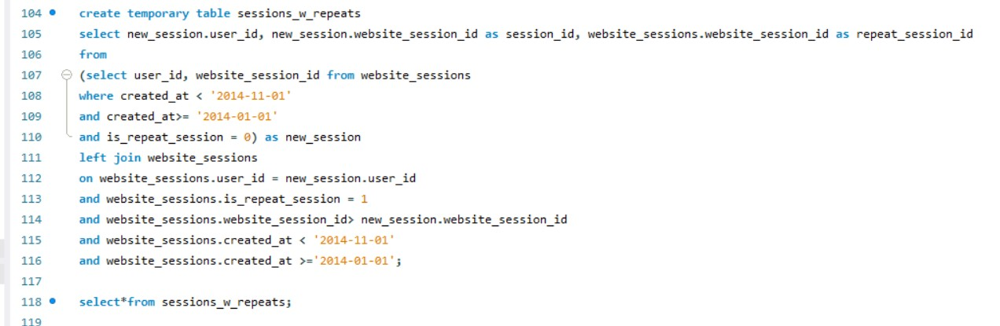 104 create temporary table sessions_w_repeats
105 select new_session.user_id, new_session.website_session_id as session_id, website_sessions.website_session_id as repeat_session_id
106 from
107 (select user_id, website_session_id from website_sessions
108 where created_at < '2014-11-01'
109 and created_at>= '2014-01-01'
110 and is_repeat_session = 0) as new_session
111 left join website_sessions
112 on website_sessions.user_id = new_session.user_id
113 and website_sessions.is_repeat_session = 1
114 and website_sessions.website_session_id> new_session.website_session_id
115 and website_sessions.created_at < '2014-11-01'
116 and website_sessions.created_at >='2014-01-01';
117
118 select*from sessions_w_repeats;
119